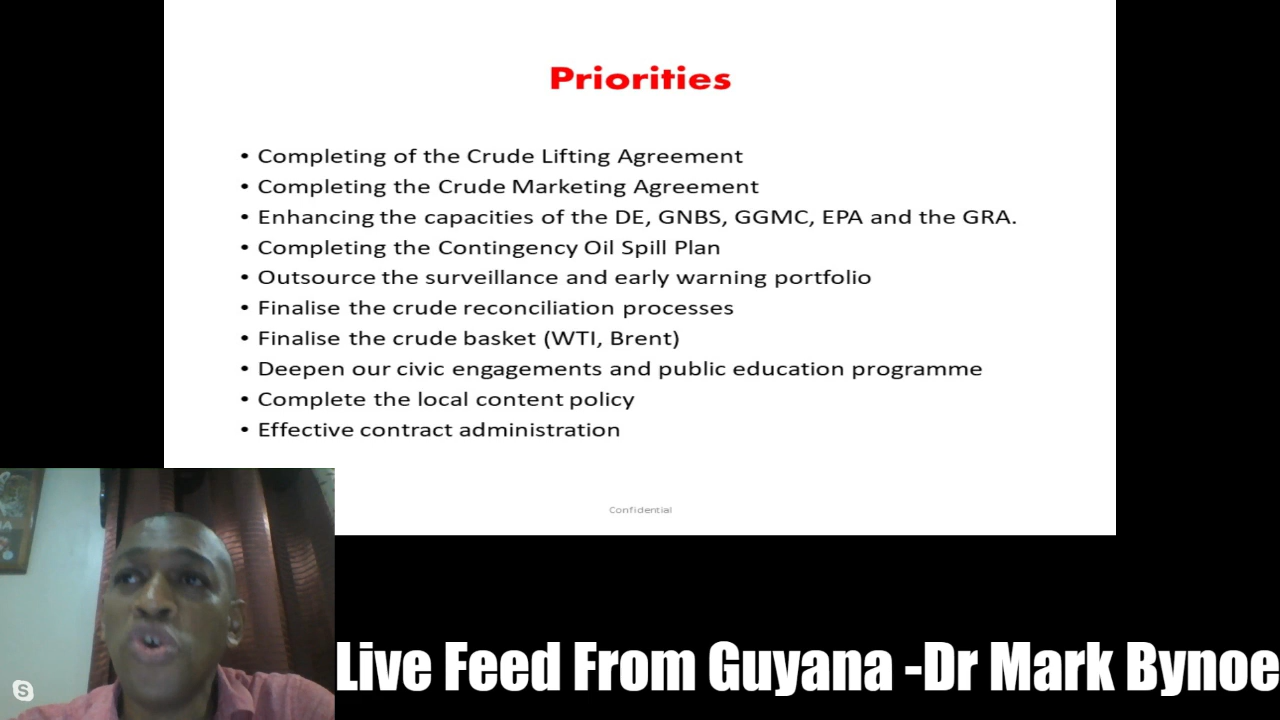 Priorities
• Completing of the Crude Lifting Agreement
• Completing the Crude Marketing Agreement
• Enhancing the capacities of the DE, GNBS, GGMC, EPA and the GRA.
• Completing the Contingency Oil Spill Plan
• Outsource the surveillance and early warning portfolio
• Finalise the crude reconciliation processes
• Finalise the crude basket (WTI, Brent)
• Deepen our civic engagements and public education programme
• Complete the local content policy
• Effective contract administration
Confidential
Live Feed From Guyana -Dr Mark Bynoe